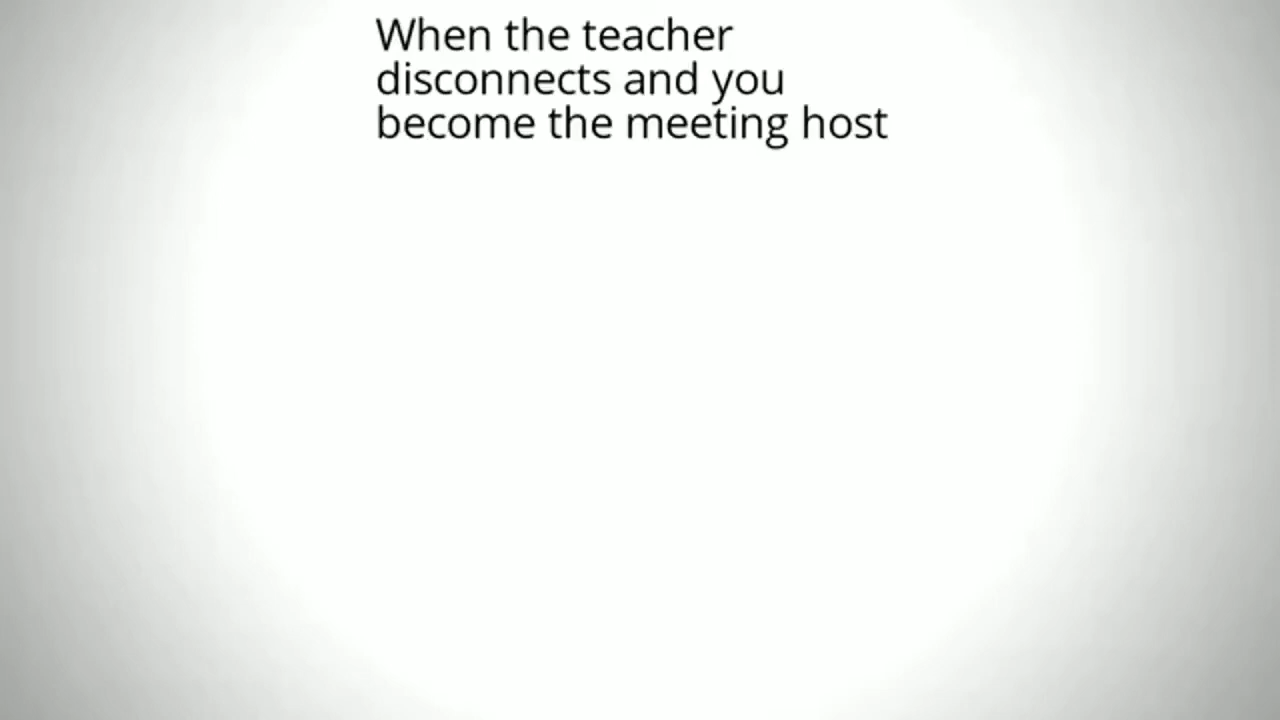 When the teacher
disconnects and you
become the meeting host